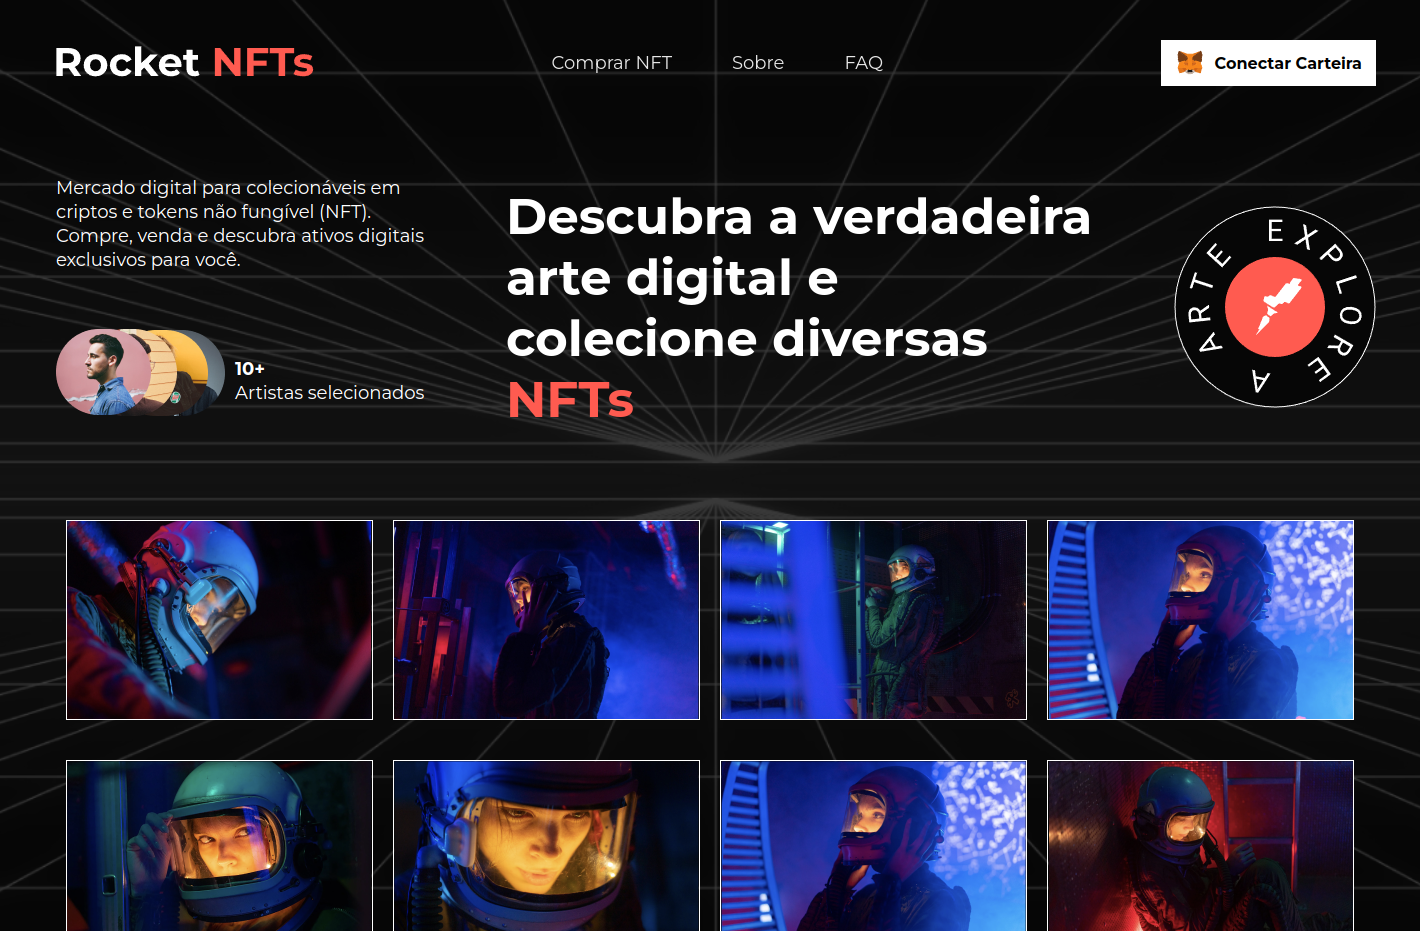 Rocket NFTs
Comprar NFT
Sobre
FAQ
Conectar Carteira
Mercado digital para colecionáveis em
criptos e tokens não fungível (NFT).
Compre, venda e descubra ativos digitais
exclusivos para você.
10+
Artistas selecionados
Descubra a verdadeira
arte digital e
colecione diversas
NFTs
EXPLORE A ARTE